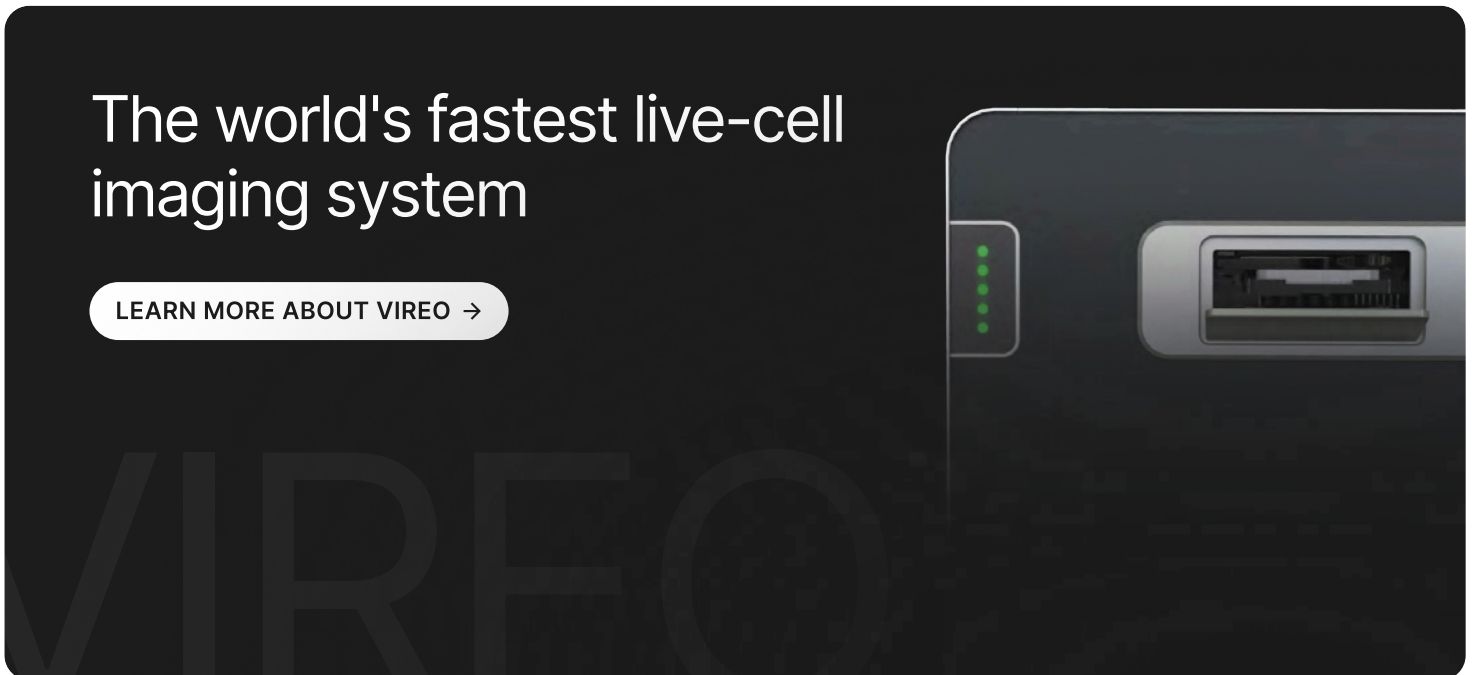 The world's fastest live-cell
imaging system
LEARN MORE ABOUT VIREO →
VIREO